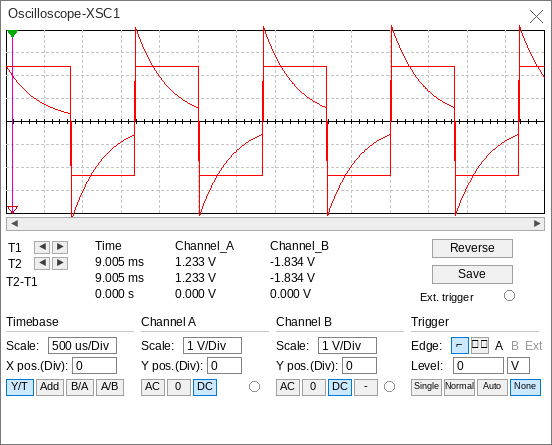 Oscilloscope-XSC1
Time Channel_A Channel_B
T1 9.005 ms 1.233 V -1.834 V
T2 9.005 ms 1.233 V -1.834 V
T2-T1 0.000 s 0.000 V 0.000 V
Reverse
Save
Ext. trigger
Timebase Channel A Channel B Trigger
Scale: 500 us/Div Scale: 1 V/Div Scale: 1 V/Div Edge: A B Ext
X pos.(Div): 0 Y pos.(Div): 0 Y pos.(Div): 0 Level: 0 V
Y/T Add B/A A/B AC 0 DC AC 0 DC - Single Normal Auto None